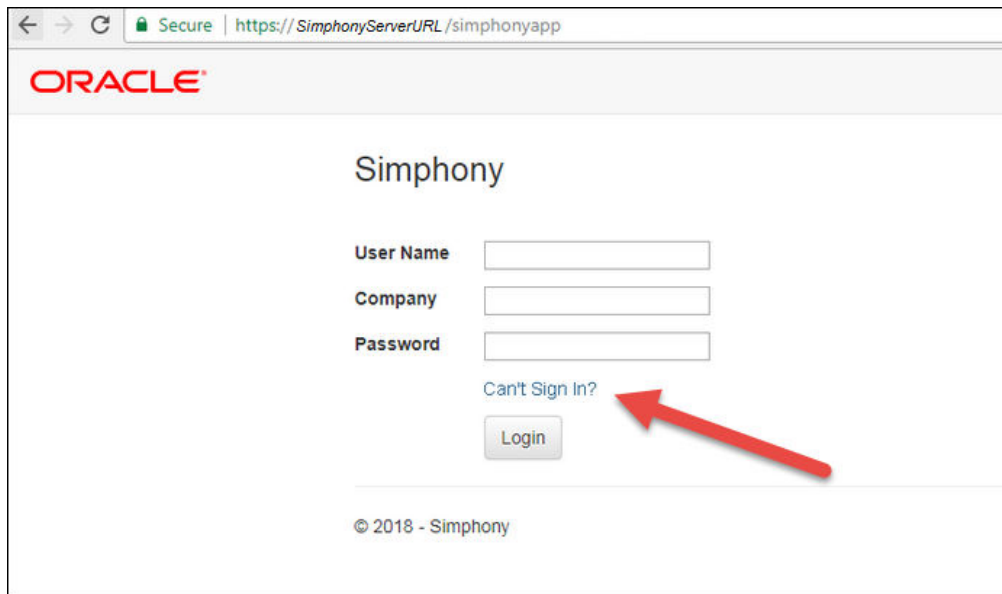 Secure | https://SimphonyServerURL/simphonyapp
ORACLE®
Simphony
User Name
Company
Password
Can't Sign In?
Login
© 2018 - Simphony